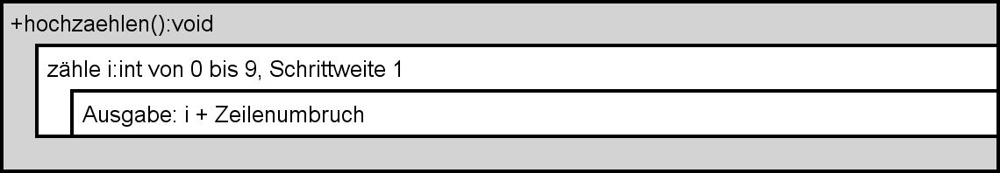 +hochzaehlen():void
zähle i:int von 0 bis 9, Schrittweite 1
Ausgabe: i + Zeilenumbruch